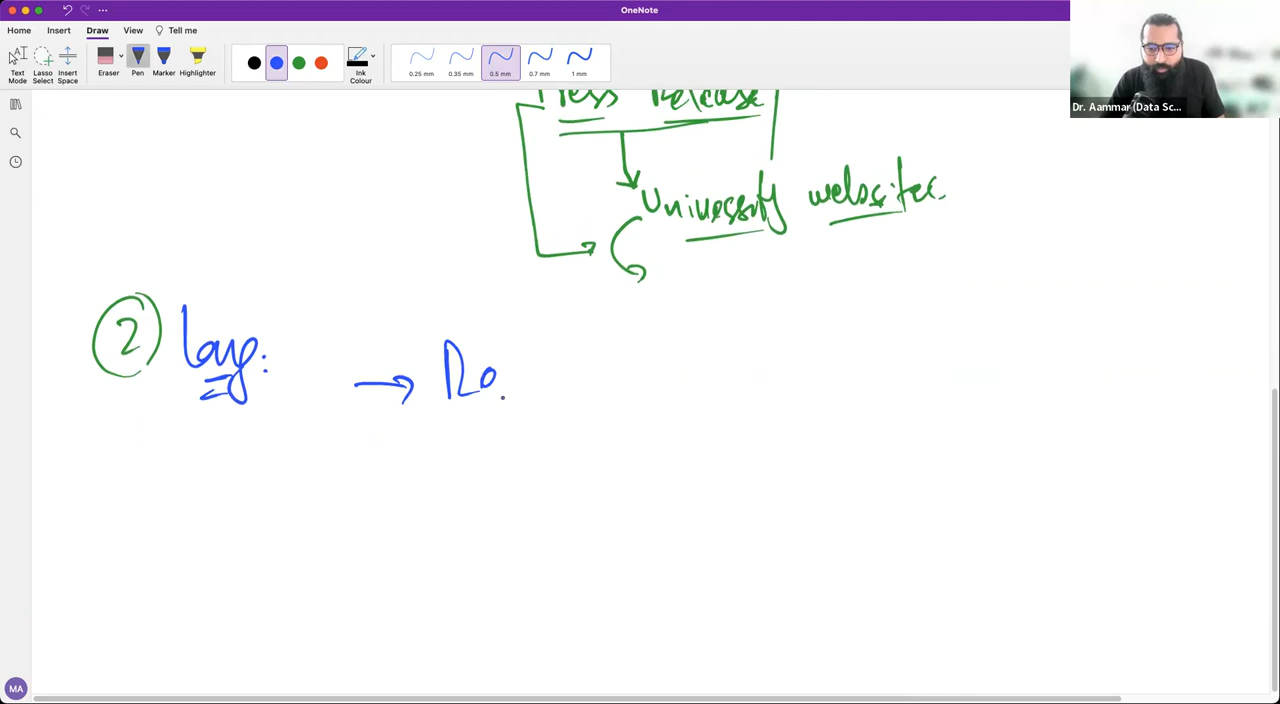 OneNote
Home Insert Draw View Tell me
Text Mode
Lasso Select
Insert Space
Eraser
Pen
Marker
Highlighter
0.25 mm
0.35 mm
0.5 mm
0.7 mm
1 mm
Ink Colour
Dr. Aammar (Data Sc...
Press Release
University websites
2 Lang:
→ Ro
MA